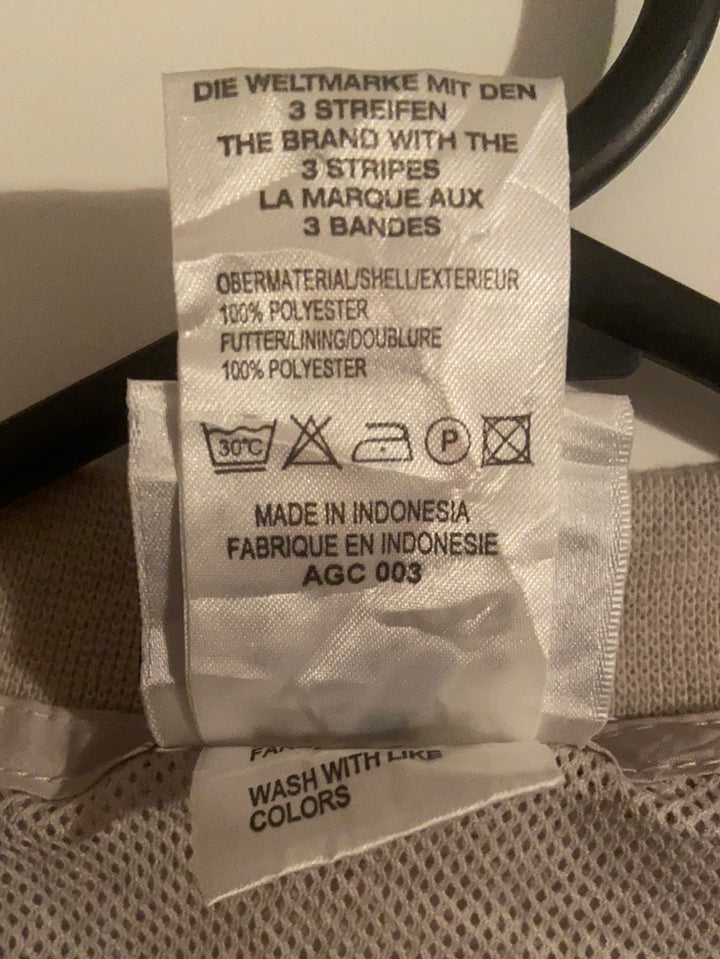 DIE WELTMARKE MIT DEN
3 STREIFEN
THE BRAND WITH THE
3 STRIPES
LA MARQUE AUX
3 BANDES
OBERMATERIAL/SHELL/EXTERIEUR
100% POLYESTER
FUTTER/LINING/DOUBLURE
100% POLYESTER
30°C
P
MADE IN INDONESIA
FABRIQUE EN INDONESIE
AGC 003
WASH WITH LIKE
COLORS